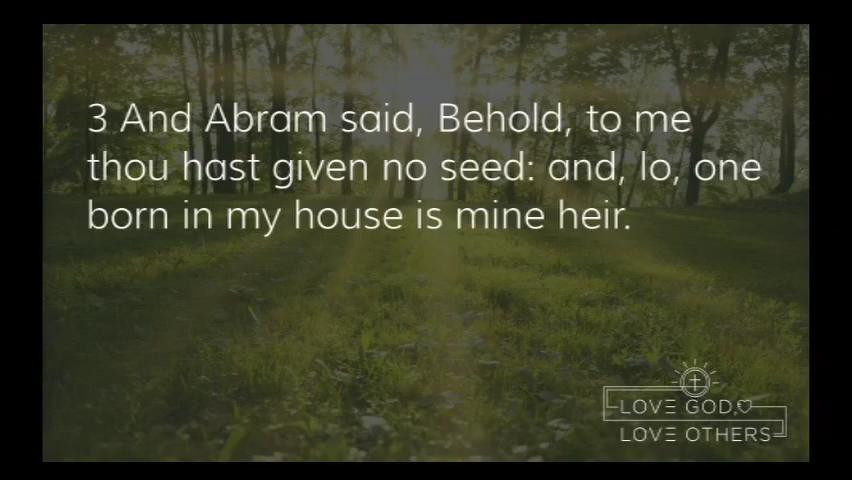 3 And Abram said, Behold, to me
thou hast given no seed: and, lo, one
born in my house is mine heir.
LOVE GOD,
LOVE OTHERS